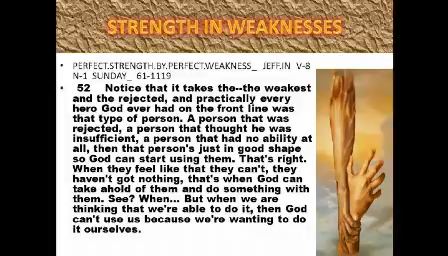 STRENGTH IN WEAKNESSES
• PERFECT.STRENGTH.BY.PERFECT.WEAKNESS_ JEFF.IN V-8
N-1 SUNDAY_ 61-1119
• 52 Notice that it takes the--the weakest
and the rejected, and practically every
hero God ever had on the front line was
that type of person. A person that was
rejected, a person that thought he was
insufficient, a person that had no ability at
all, then that person's just in good shape
so God can start using them. That's right.
When they feel like that they can't, they
haven't got nothing, that's when God can
take ahold of them and do something with
them. See? When... But when we are
thinking that we're able to do it, then God
can't use us because we're wanting to do
it ourselves.